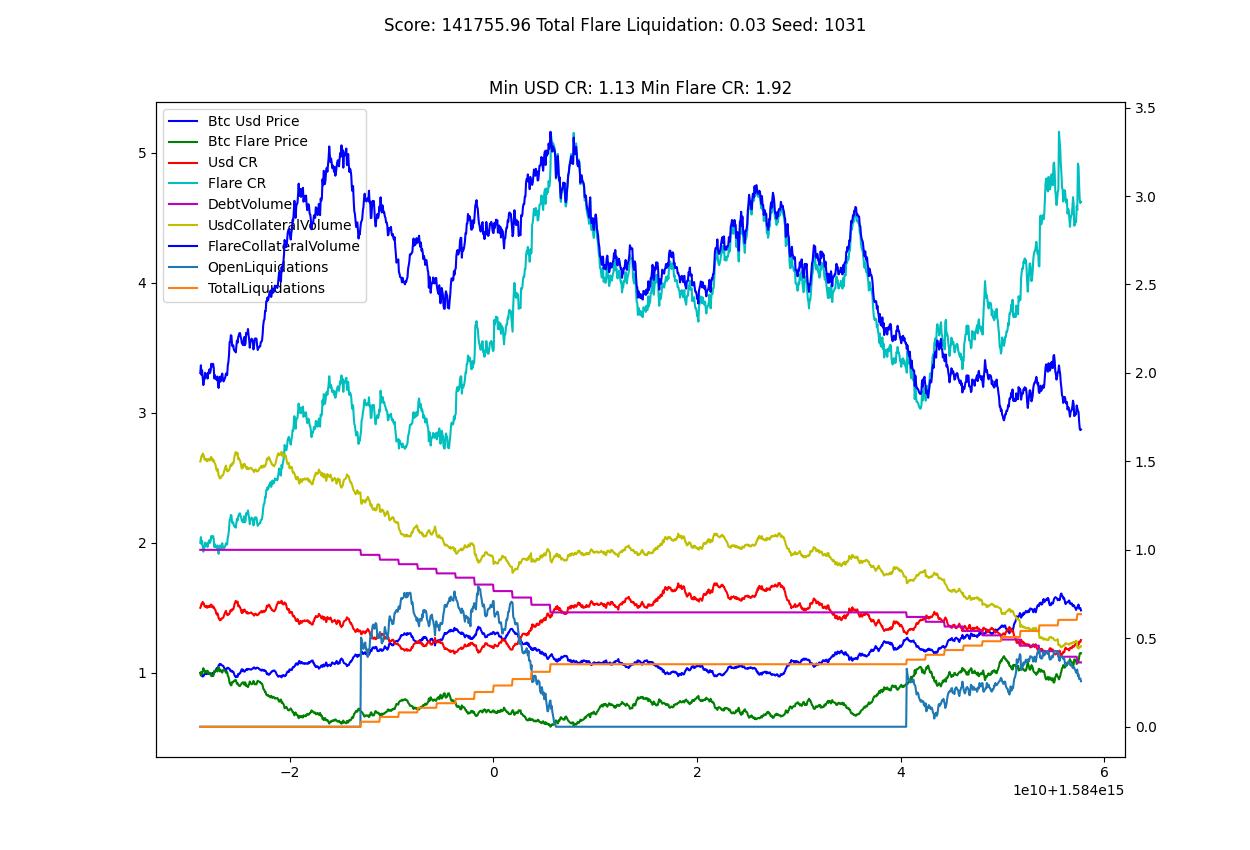 Score: 141755.96 Total Flare Liquidation: 0.03 Seed: 1031
Min USD CR: 1.13 Min Flare CR: 1.92
Btc Usd Price
Btc Flare Price
Usd CR
Flare CR
DebtVolume
UsdCollateralVolume
FlareCollateralVolume
OpenLiquidations
TotalLiquidations
5
4
3
2
1
3.5
3.0
2.5
2.0
1.5
1.0
0.5
0.0
−2 0 2 4 6
1e10+1.584e15